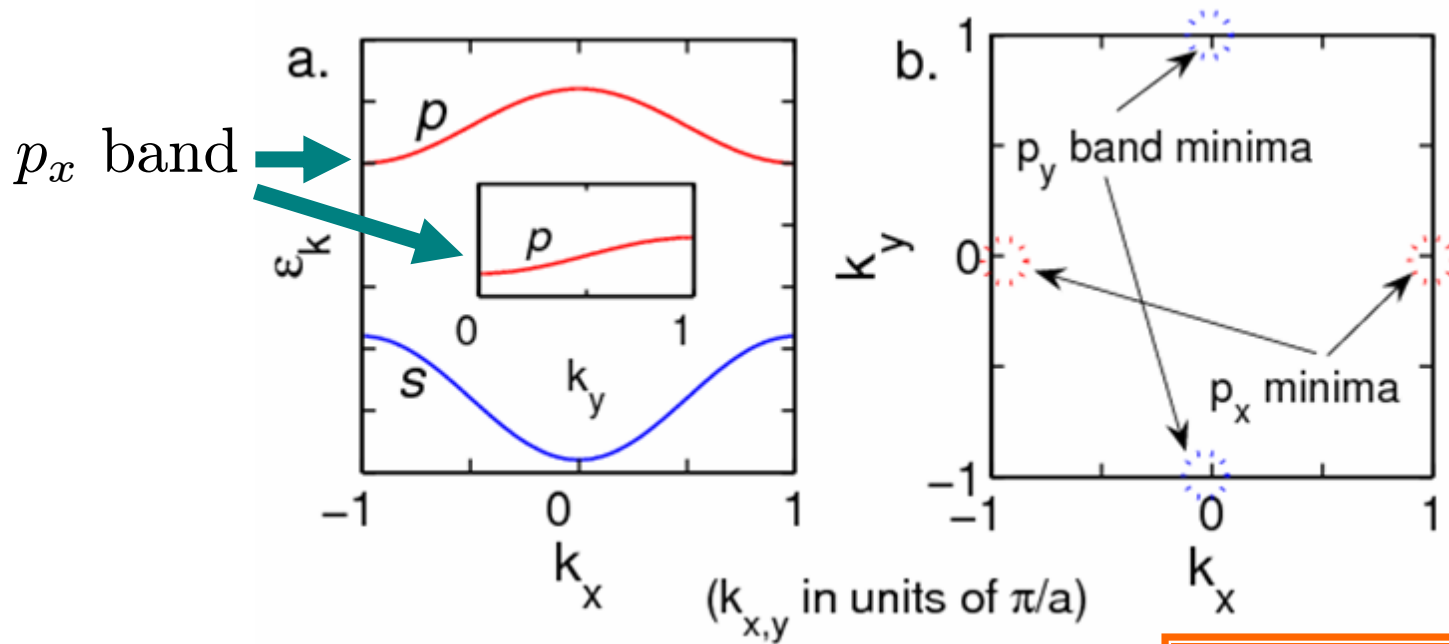 a.
p
p_x band
ε_k
p
0
1
k_y
s
−1
0
1
k_x
(k_{x,y} in units of π/a)
b.
1
p_y band minima
k_y
0
p_x minima
−1
−1
0
1
k_x